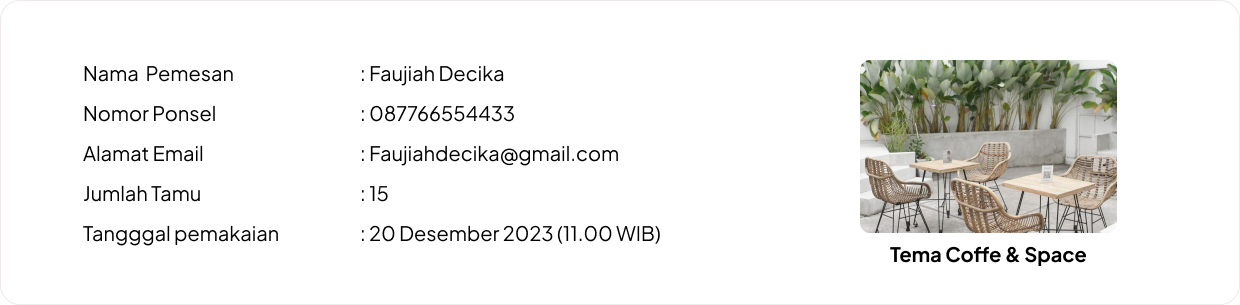 Nama Pemesan : Faujiah Decika
Nomor Ponsel : 087766554433
Alamat Email : Faujiahdecika@gmail.com
Jumlah Tamu : 15
Tangggal pemakaian : 20 Desember 2023 (11.00 WIB)
Tema Coffe & Space